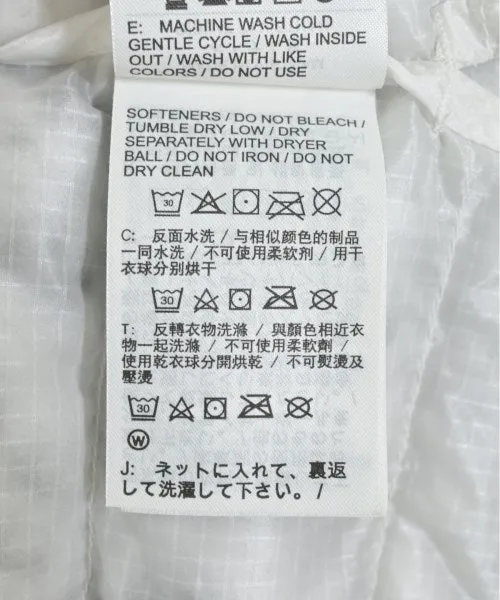 E: MACHINE WASH COLD
GENTLE CYCLE / WASH INSIDE
OUT / WASH WITH LIKE
COLORS / DO NOT USE
SOFTENERS / DO NOT BLEACH /
TUMBLE DRY LOW / DRY
SEPARATELY WITH DRYER
BALL / DO NOT IRON / DO NOT
DRY CLEAN
30
C: 反面水洗 / 与相似颜色的制品
一同水洗 / 不可使用柔软剂 / 用干
衣球分别烘干
30
T: 反轉衣物洗滌 / 與顏色相近衣
物一起洗滌 / 不可使用柔軟劑 /
使用乾衣球分開烘乾 / 不可熨燙及
壓燙
30
W
J: ネットに入れて、裏返
して洗濯して下さい。 /